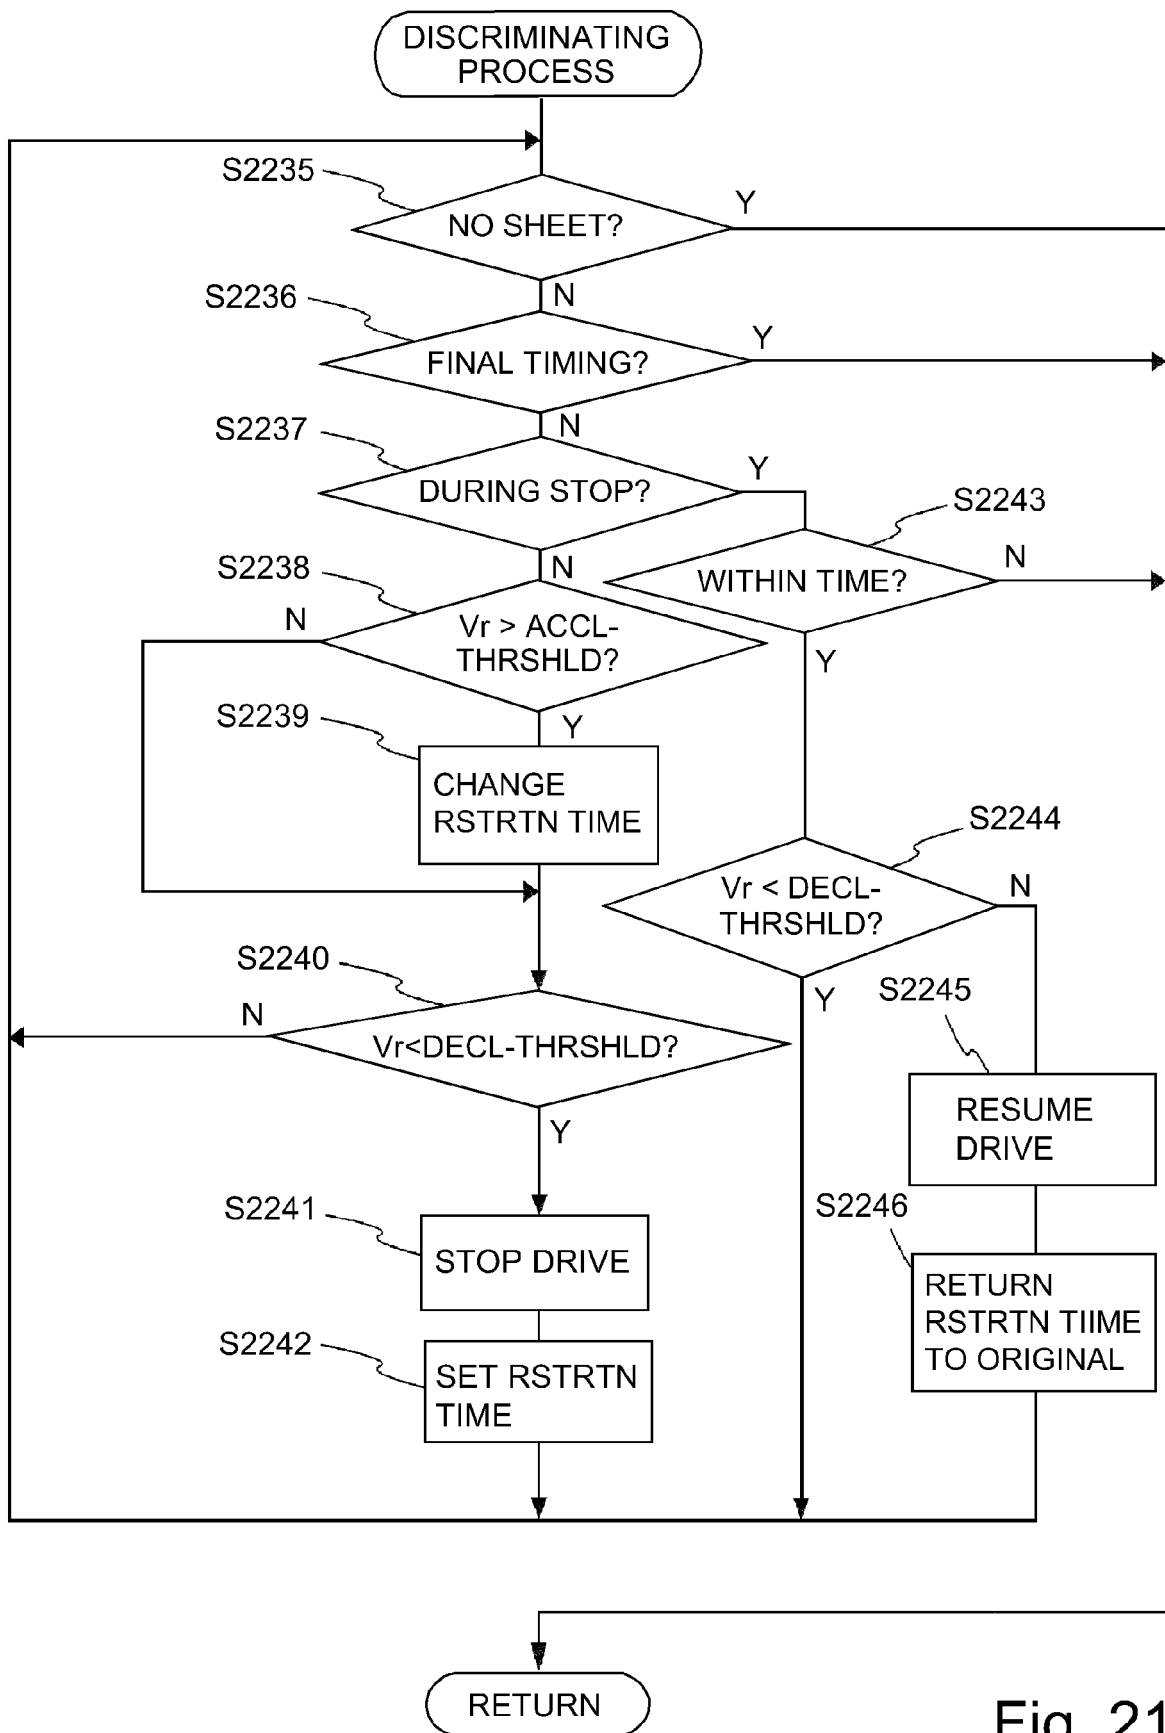 DISCRIMINATING
PROCESS
S2235
NO SHEET?
Y
N
S2236
FINAL TIMING?
Y
N
S2237
DURING STOP?
Y
N
S2243
WITHIN TIME?
N
Y
S2238
Vr > ACCL-
THRSHLD?
N
Y
S2239
CHANGE
RSTRTN TIME
S2244
Vr < DECL-
THRSHLD?
N
Y
S2240
Vr<DECL-THRSHLD?
N
Y
S2245
RESUME
DRIVE
S2241
STOP DRIVE
S2246
RETURN
RSTRTN TIIME
TO ORIGINAL
S2242
SET RSTRTN
TIME
RETURN
Fig. 21